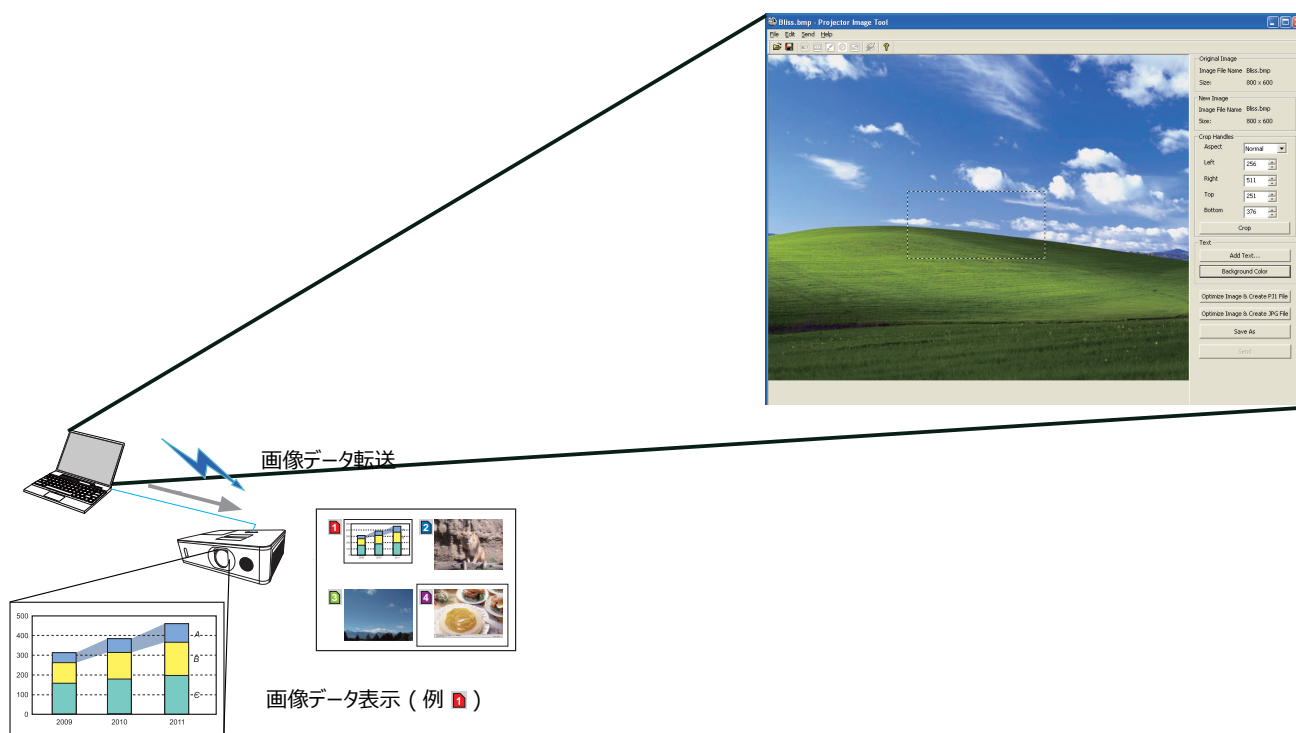 Bliss.bmp - Projector Image Tool
File Edit Send Help
Original Image
Image File Name Bliss.bmp
Size: 800 x 600
New Image
Image File Name Bliss.bmp
Size: 800 x 600
Crop Handles
Aspect Normal
Left 256
Right 511
Top 251
Bottom 376
Crop
Text
Add Text...
Background Color
Optimize Image & Create PJ1 File
Optimize Image & Create JPG File
Save As
Send
画像データ転送
1
2
3
4
500
400
300
200
100
0
A
B
C
2009 2010 2011
画像データ表示 ( 例 1 )